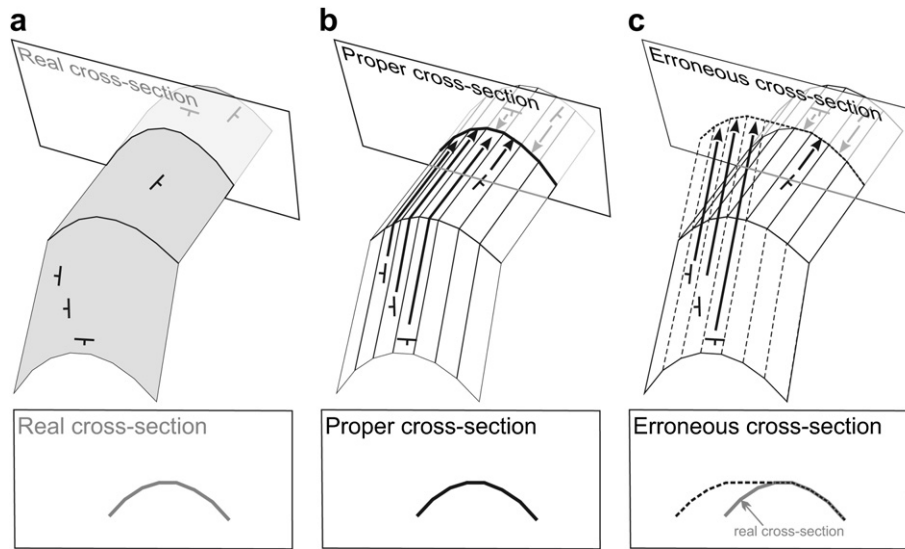 a
b
c
Real cross-section
Proper cross-section
Erroneous cross-section
Real cross-section
Proper cross-section
Erroneous cross-section
real cross-section